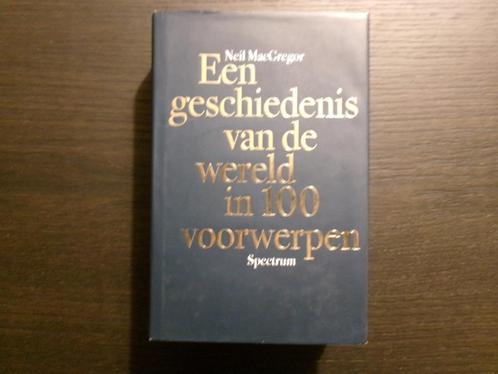 Neil MacGregor
Een
geschiedenis
van de
wereld
in 100
voorwerpen
Spectrum